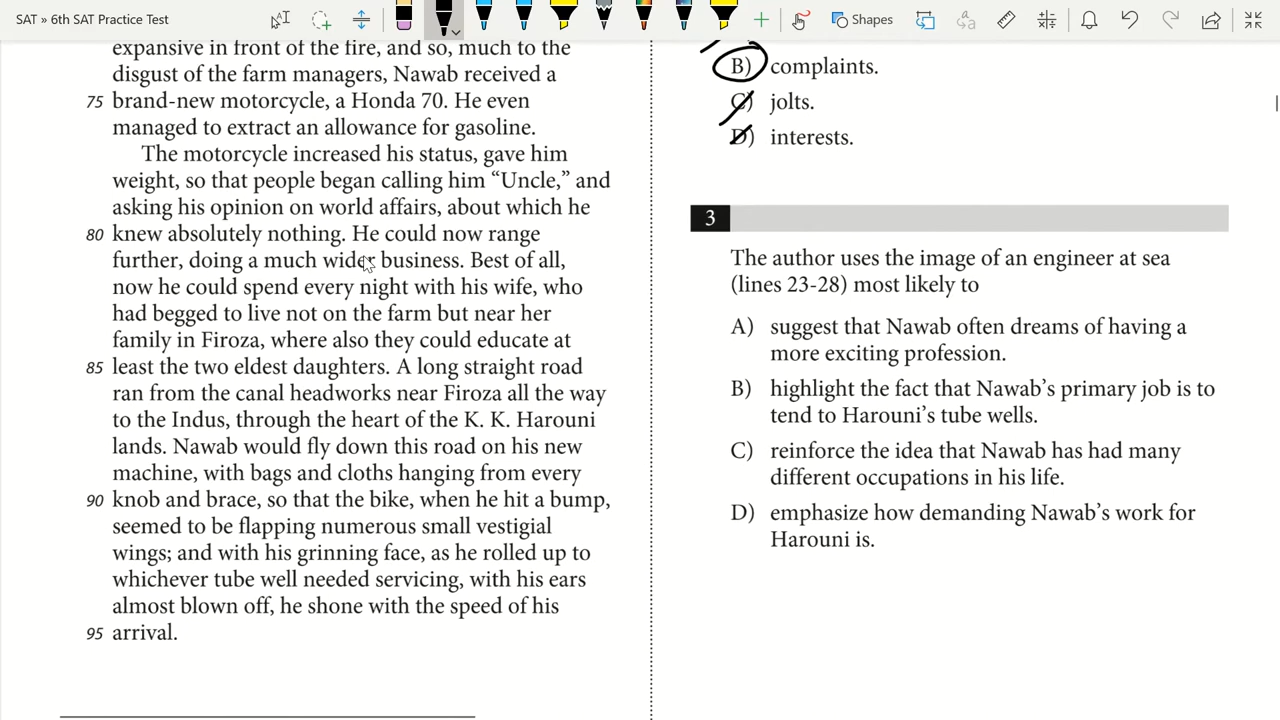 SAT » 6th SAT Practice Test
Shapes
expansive in front of the fire, and so, much to the
disgust of the farm managers, Nawab received a
75 brand-new motorcycle, a Honda 70. He even
managed to extract an allowance for gasoline.
The motorcycle increased his status, gave him
weight, so that people began calling him “Uncle,” and
asking his opinion on world affairs, about which he
80 knew absolutely nothing. He could now range
further, doing a much wider business. Best of all,
now he could spend every night with his wife, who
had begged to live not on the farm but near her
family in Firoza, where also they could educate at
85 least the two eldest daughters. A long straight road
ran from the canal headworks near Firoza all the way
to the Indus, through the heart of the K. K. Harouni
lands. Nawab would fly down this road on his new
machine, with bags and cloths hanging from every
90 knob and brace, so that the bike, when he hit a bump,
seemed to be flapping numerous small vestigial
wings; and with his grinning face, as he rolled up to
whichever tube well needed servicing, with his ears
almost blown off, he shone with the speed of his
95 arrival.
B) complaints.
C) jolts.
D) interests.
3
The author uses the image of an engineer at sea
(lines 23-28) most likely to
A) suggest that Nawab often dreams of having a
more exciting profession.
B) highlight the fact that Nawab’s primary job is to
tend to Harouni’s tube wells.
C) reinforce the idea that Nawab has had many
different occupations in his life.
D) emphasize how demanding Nawab’s work for
Harouni is.